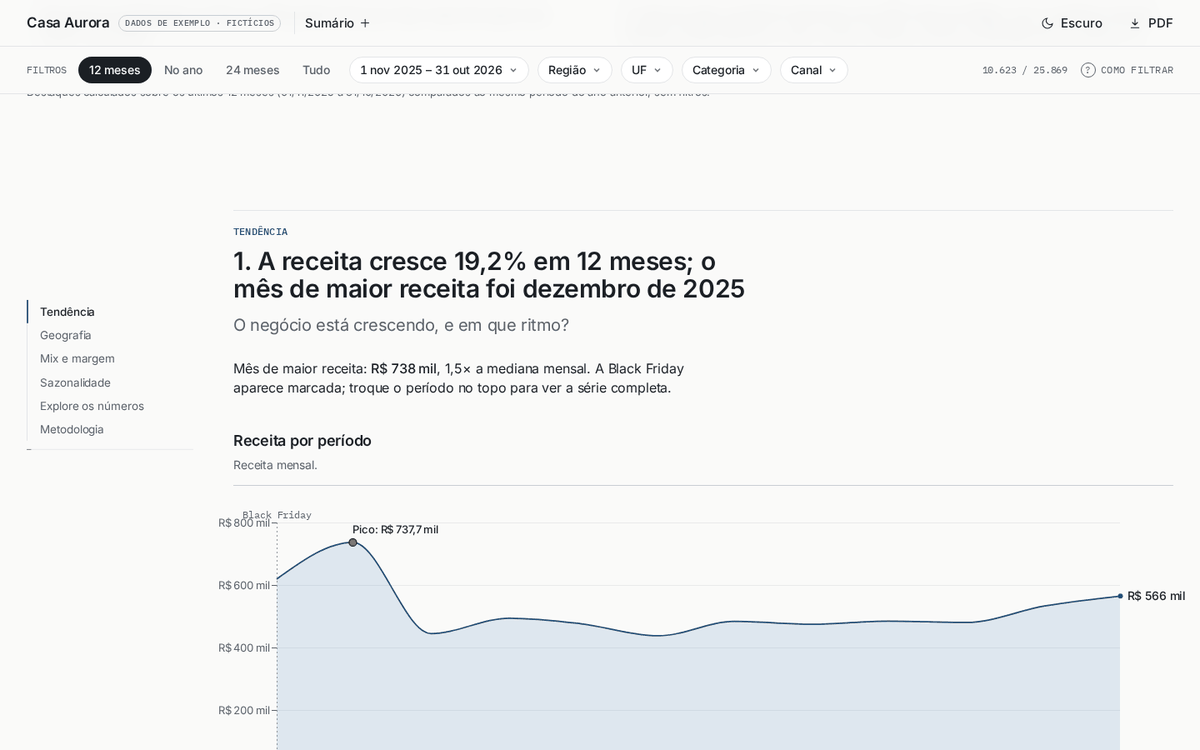 Casa Aurora
DADOS DE EXEMPLO · FICTÍCIOS
Sumário +
Escuro
PDF
FILTROS
12 meses
No ano
24 meses
Tudo
1 nov 2025 – 31 out 2026
Região
UF
Categoria
Canal
10.623 / 25.869
? COMO FILTRAR
TENDÊNCIA
1. A receita cresce 19,2% em 12 meses; o
mês de maior receita foi dezembro de 2025
O negócio está crescendo, e em que ritmo?
Tendência
Geografia
Mix e margem
Sazonalidade
Explore os números
Metodologia
Mês de maior receita: R$ 738 mil, 1,5× a mediana mensal. A Black Friday
aparece marcada; troque o período no topo para ver a série completa.
Receita por período
Receita mensal.
Black Friday
R$ 800 mil
Pico: R$ 737,7 mil
R$ 600 mil
R$ 566 mil
R$ 400 mil
R$ 200 mil